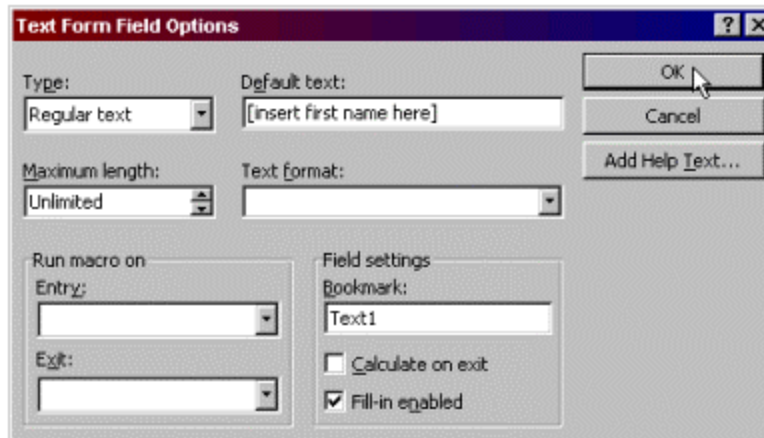 Text Form Field Options
Type:
Default text:
OK
Regular text
[insert first name here]
Cancel
Maximum length:
Text format:
Add Help Text...
Unlimited
Run macro on
Field settings
Entry:
Bookmark:
Text1
Exit:
Calculate on exit
Fill-in enabled